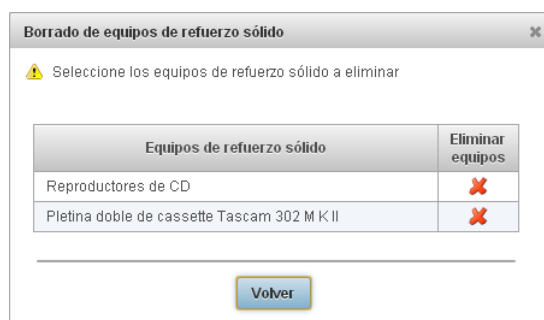 Borrado de equipos de refuerzo sólido
Seleccione los equipos de refuerzo sólido a eliminar
Equipos de refuerzo sólido
Eliminar equipos
Reproductores de CD
Pletina doble de cassette Tascam 302 M K II
Volver